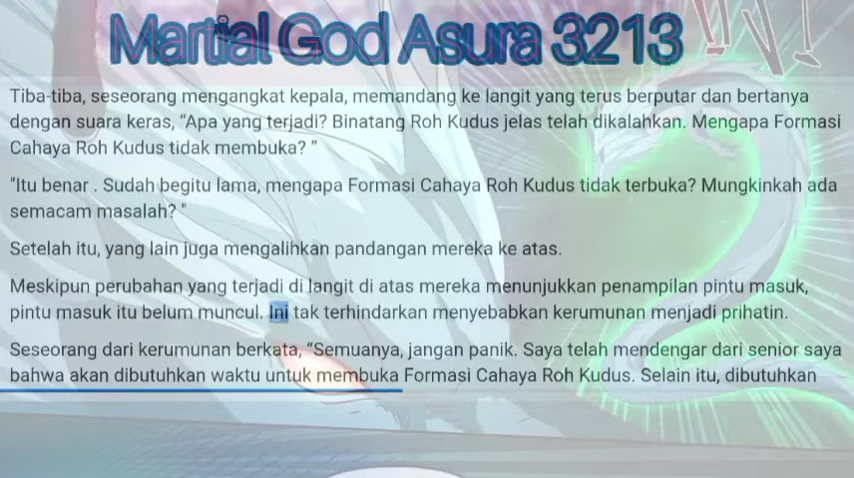 Martial God Asura 3213
Tiba-tiba, seseorang mengangkat kepala, memandang ke langit yang terus berputar dan bertanya
dengan suara keras, “Apa yang terjadi? Binatang Roh Kudus jelas telah dikalahkan. Mengapa Formasi
Cahaya Roh Kudus tidak membuka? ”
"Itu benar . Sudah begitu lama, mengapa Formasi Cahaya Roh Kudus tidak terbuka? Mungkinkah ada
semacam masalah? "
Setelah itu, yang lain juga mengalihkan pandangan mereka ke atas.
Meskipun perubahan yang terjadi di langit di atas mereka menunjukkan penampilan pintu masuk,
pintu masuk itu belum muncul. Ini tak terhindarkan menyebabkan kerumunan menjadi prihatin.
Seseorang dari kerumunan berkata, “Semuanya, jangan panik. Saya telah mendengar dari senior saya
bahwa akan dibutuhkan waktu untuk membuka Formasi Cahaya Roh Kudus. Selain itu, dibutuhkan